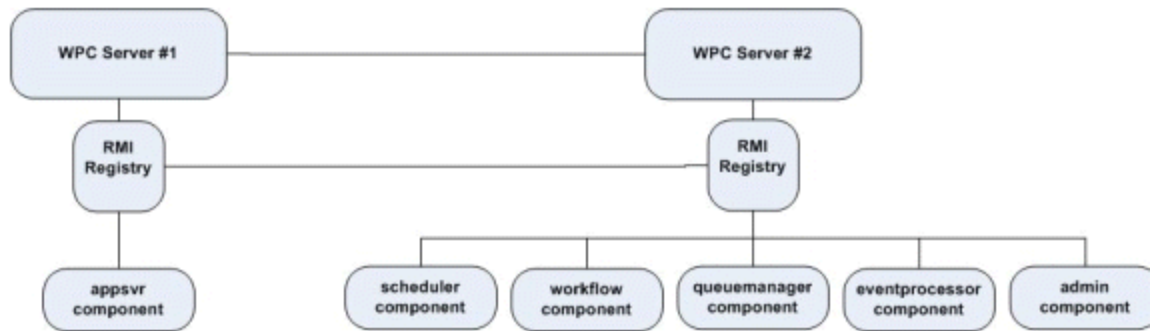 WPC Server #1
WPC Server #2
RMI
Registry
RMI
Registry
appsvr
component
scheduler
component
workflow
component
queuemanager
component
eventprocessor
component
admin
component